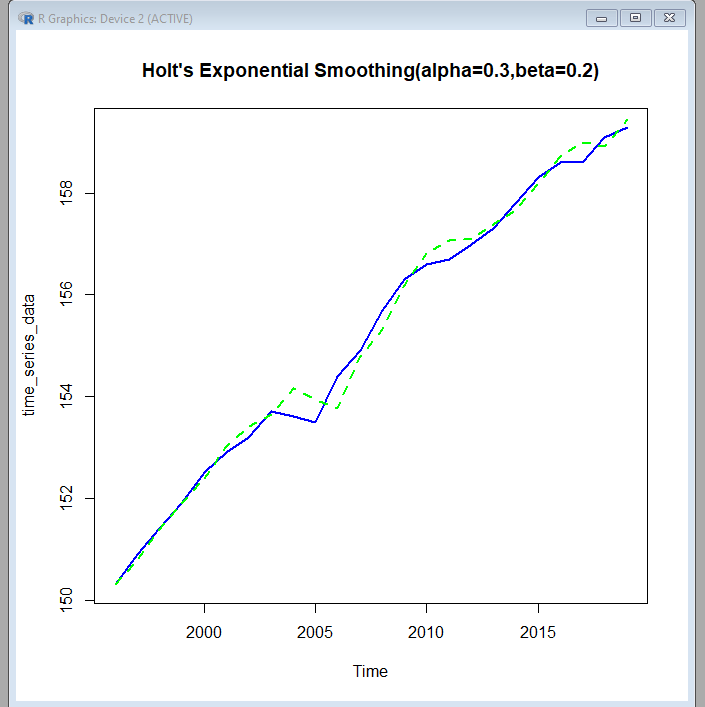 R Graphics: Device 2 (ACTIVE)
Holt's Exponential Smoothing(alpha=0.3,beta=0.2)
158
156
154
152
150
time_series_data
2000 2005 2010 2015
Time